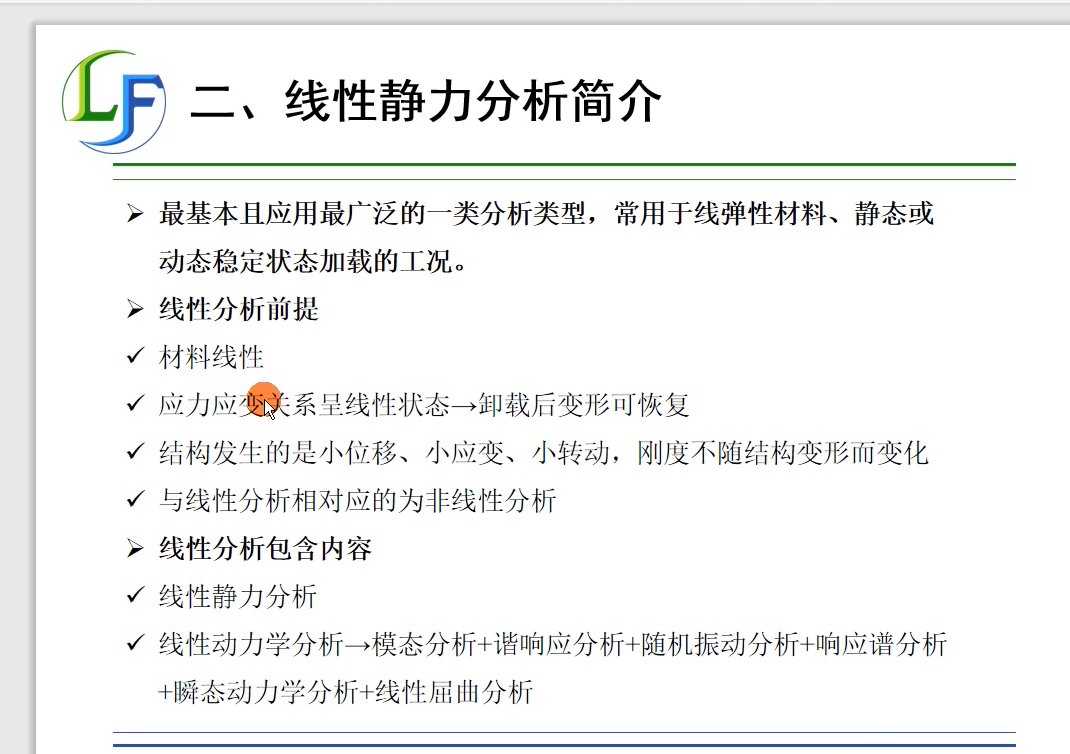 LF
二、线性静力分析简介
➢ 最基本且应用最广泛的一类分析类型，常用于线弹性材料、静态或
动态稳定状态加载的工况。
➢ 线性分析前提
✓ 材料线性
✓ 应力应变关系呈线性状态→卸载后变形可恢复
✓ 结构发生的是小位移、小应变、小转动，刚度不随结构变形而变化
✓ 与线性分析相对应的为非线性分析
➢ 线性分析包含内容
✓ 线性静力分析
✓ 线性动力学分析→模态分析+谐响应分析+随机振动分析+响应谱分析
+瞬态动力学分析+线性屈曲分析